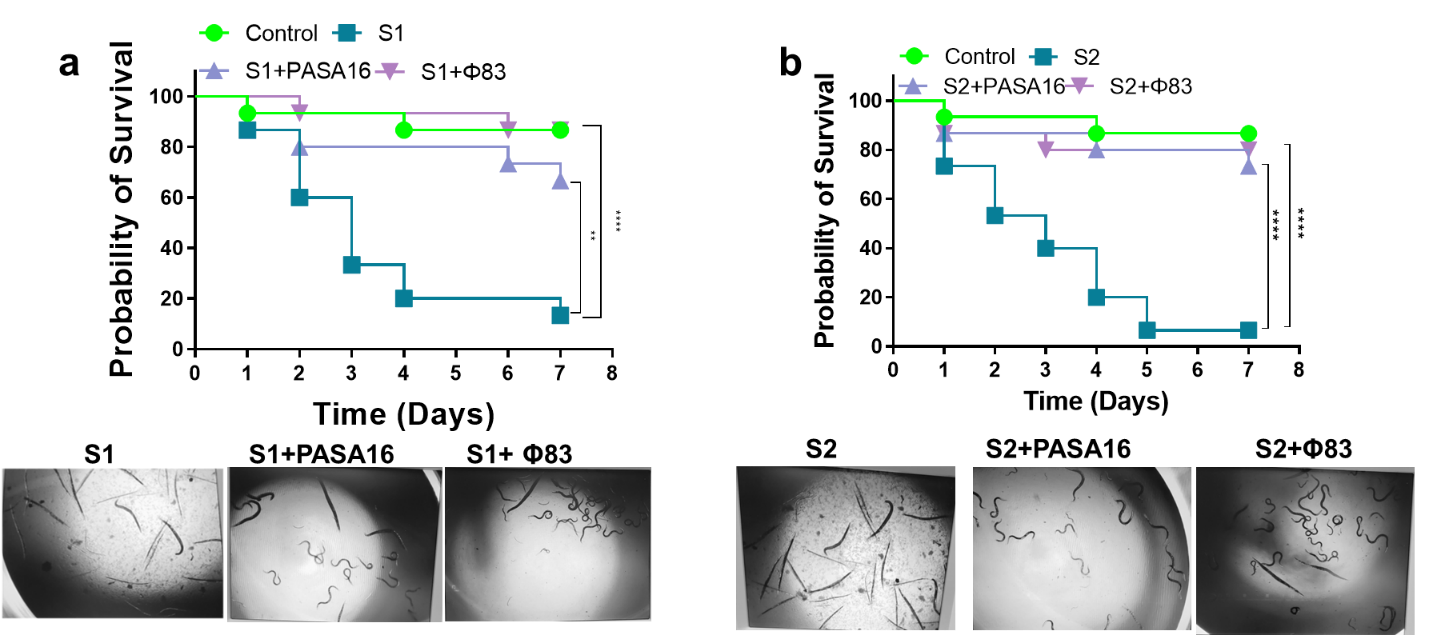 a
Control S1
S1+PASA16 S1+Φ83
Probability of Survival
100
80
60
40
20
0
0 1 2 3 4 5 6 7 8
Time (Days)
**
****
S1 S1+PASA16 S1+ Φ83
b
Control S2
S2+PASA16 S2+Φ83
Probability of Survival
100
80
60
40
20
0
0 1 2 3 4 5 6 7 8
Time (Days)
****
****
S2 S2+PASA16 S2+Φ83